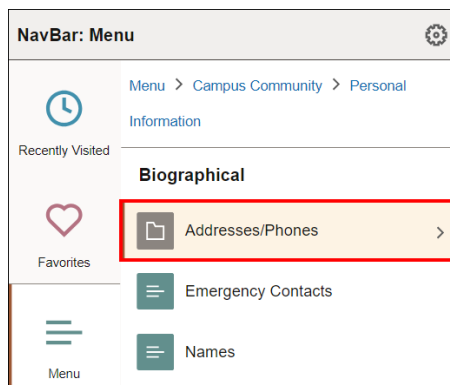 NavBar: Menu
Recently Visited
Favorites
Menu
Menu > Campus Community > Personal
Information
Biographical
Addresses/Phones
Emergency Contacts
Names